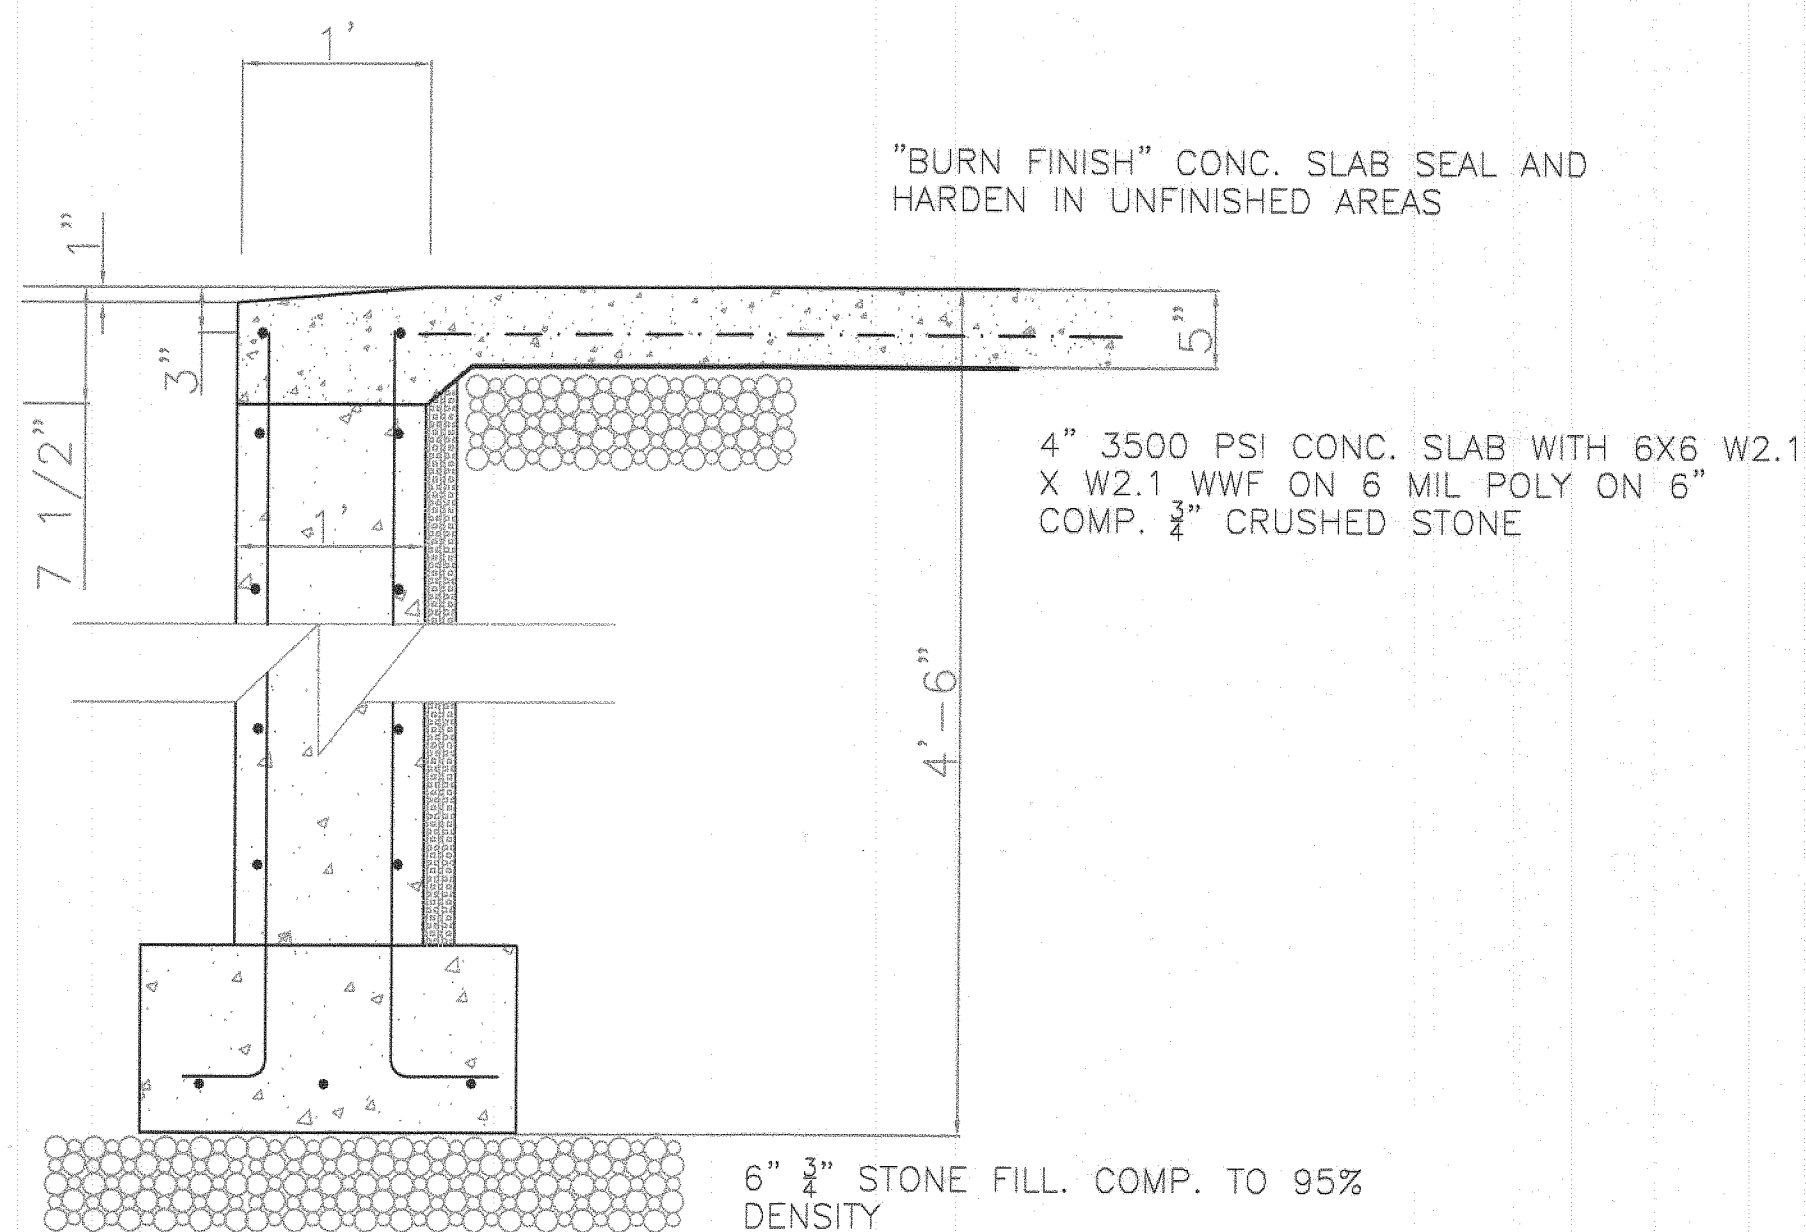 1'
"BURN FINISH" CONC. SLAB SEAL AND
HARDEN IN UNFINISHED AREAS
1"
3"
5"
7 1/2"
4" 3500 PSI CONC. SLAB WITH 6X6 W2.1
X W2.1 WWF ON 6 MIL POLY ON 6"
COMP. 3/4" CRUSHED STONE
1'
4'-6"
6" 3/4" STONE FILL. COMP. TO 95%
DENSITY